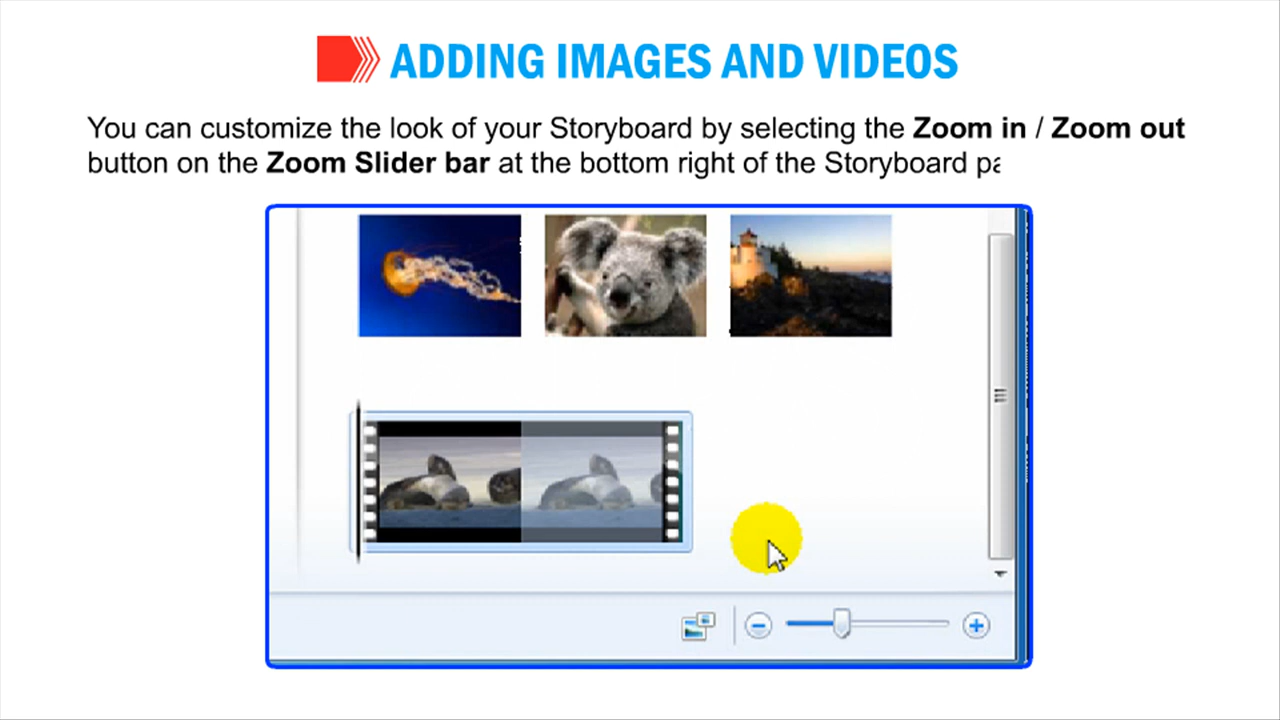 ADDING IMAGES AND VIDEOS
You can customize the look of your Storyboard by selecting the Zoom in / Zoom out
button on the Zoom Slider bar at the bottom right of the Storyboard pa